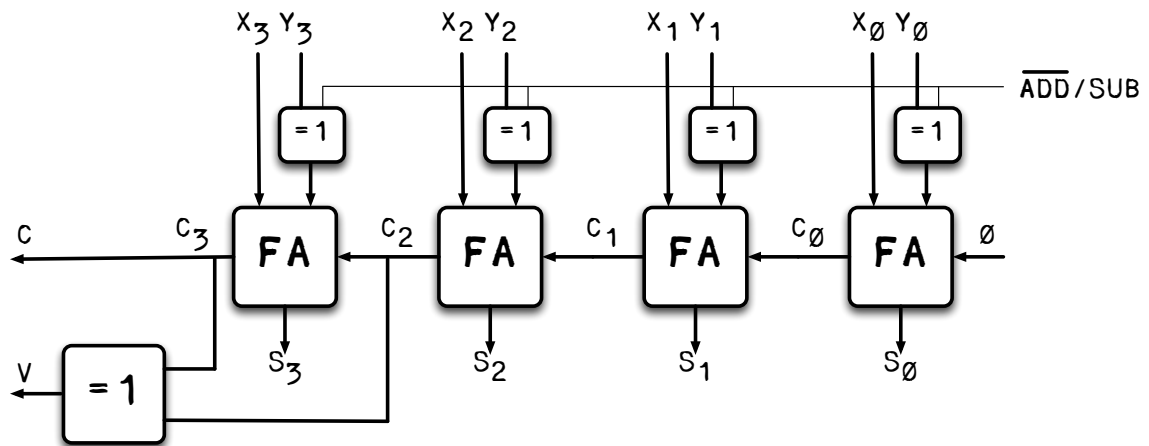 X3 Y3 X2 Y2 X1 Y1 XØ YØ
A̅D̅D̅/SUB
=1 =1 =1 =1
C C3 FA C2 FA C1 FA CØ FA Ø
S3 S2 S1 SØ
V =1